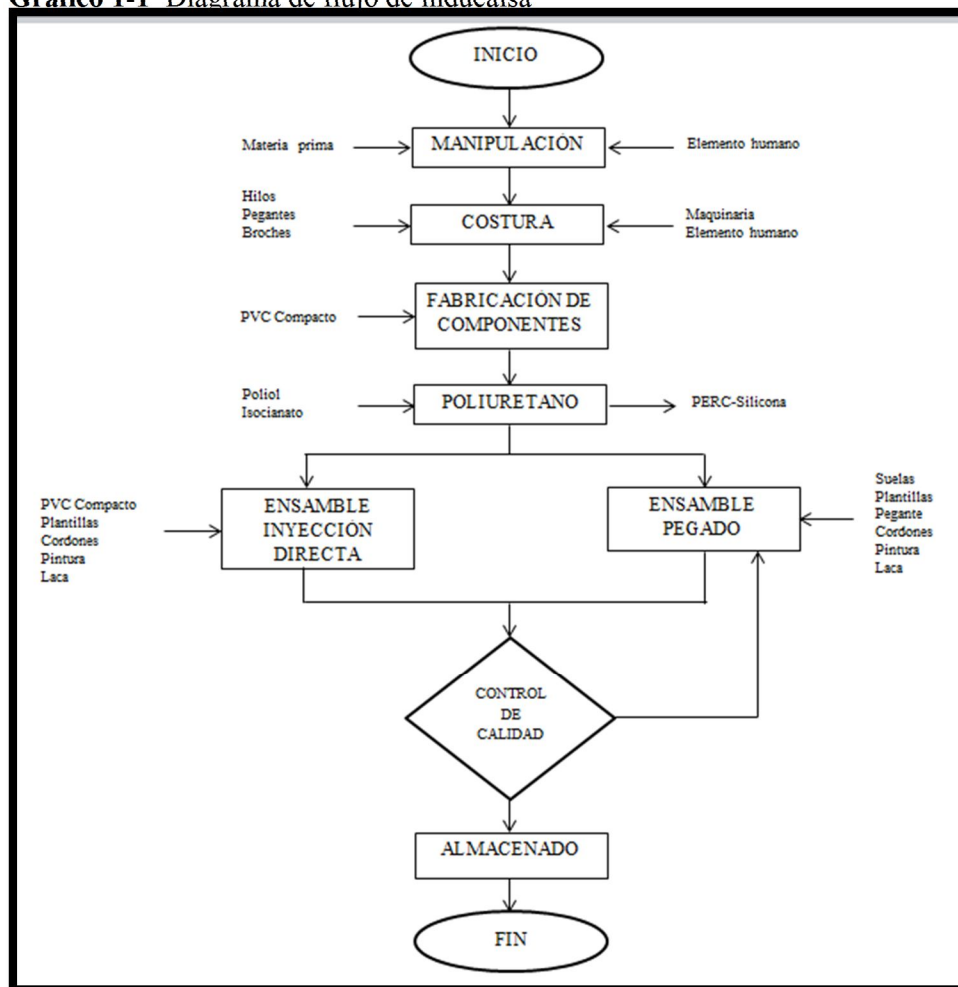 Gráfico 1-1 Diagrama de flujo de Inducalsa
INICIO
Materia prima
MANIPULACIÓN
Elemento humano
Hilos
Pegantes
Broches
COSTURA
Maquinaria
Elemento humano
PVC Compacto
FABRICACIÓN DE
COMPONENTES
Poliol
Isocianato
POLIURETANO
PERC-Silicona
PVC Compacto
Plantillas
Cordones
Pintura
Laca
ENSAMBLE
INYECCIÓN
DIRECTA
ENSAMBLE
PEGADO
Suelas
Plantillas
Pegante
Cordones
Pintura
Laca
CONTROL
DE
CALIDAD
ALMACENADO
FIN